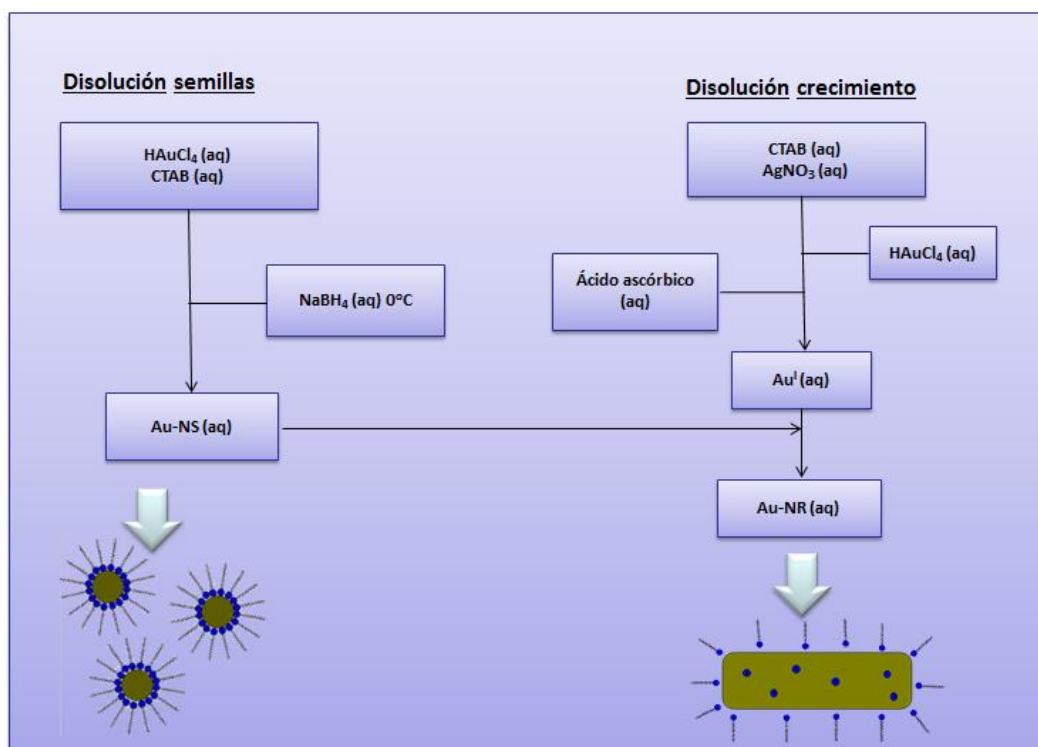 Disolución semillas
HAuCl₄ (aq)
CTAB (aq)
NaBH₄ (aq) 0ºC
Au-NS (aq)
Disolución crecimiento
CTAB (aq)
AgNO₃ (aq)
HAuCl₄ (aq)
Ácido ascórbico
(aq)
Auᴵ (aq)
Au-NR (aq)